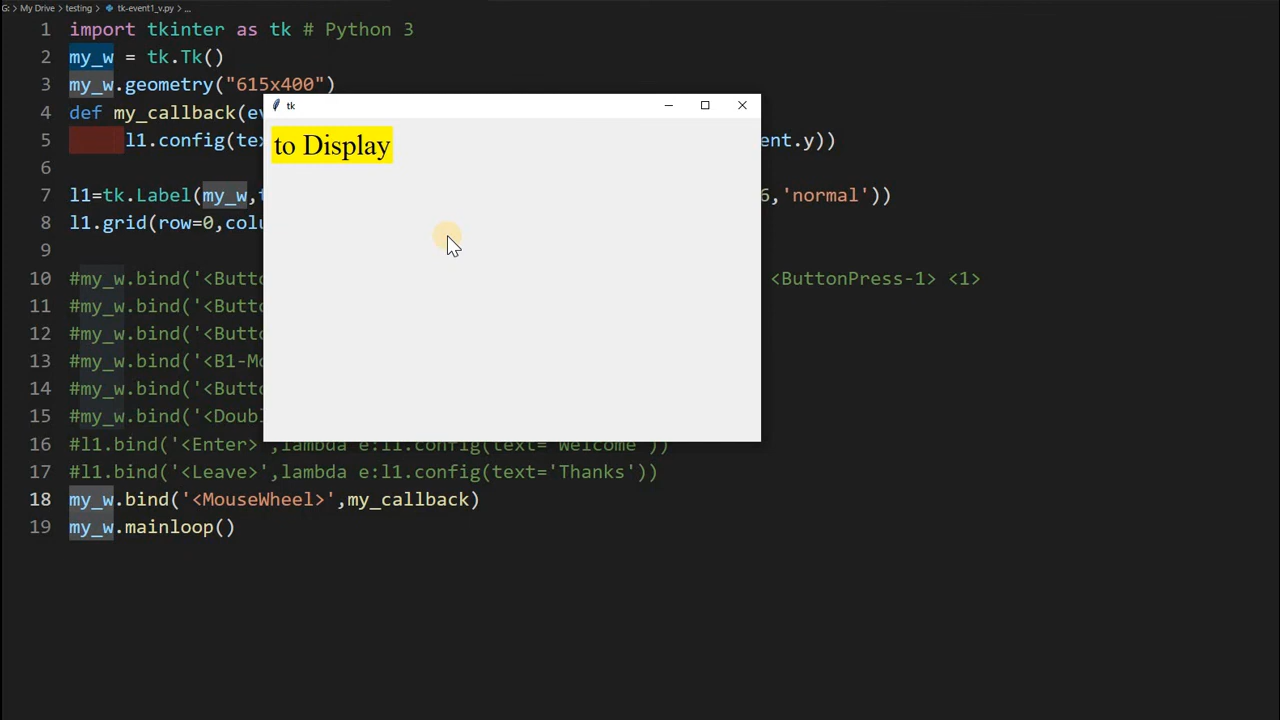 G: > My Drive > testing > tk-event1_v.py > ...
1 import tkinter as tk # Python 3
2 my_w = tk.Tk()
3 my_w.geometry("615x400")
4 def my_callback(ev
tk
5 l1.config(tex ent.y))
to Display
6
7 l1=tk.Label(my_w, 6,'normal'))
8 l1.grid(row=0,colu
9
10 #my_w.bind('<Butto <ButtonPress-1> <1>
11 #my_w.bind('<Butto
12 #my_w.bind('<Butto
13 #my_w.bind('<B1-Mo
14 #my_w.bind('<Butto
15 #my_w.bind('<Doubl
16 #l1.bind('<Enter>',lambda e:l1.config(text='Welcome'))
17 #l1.bind('<Leave>',lambda e:l1.config(text='Thanks'))
18 my_w.bind('<MouseWheel>',my_callback)
19 my_w.mainloop()